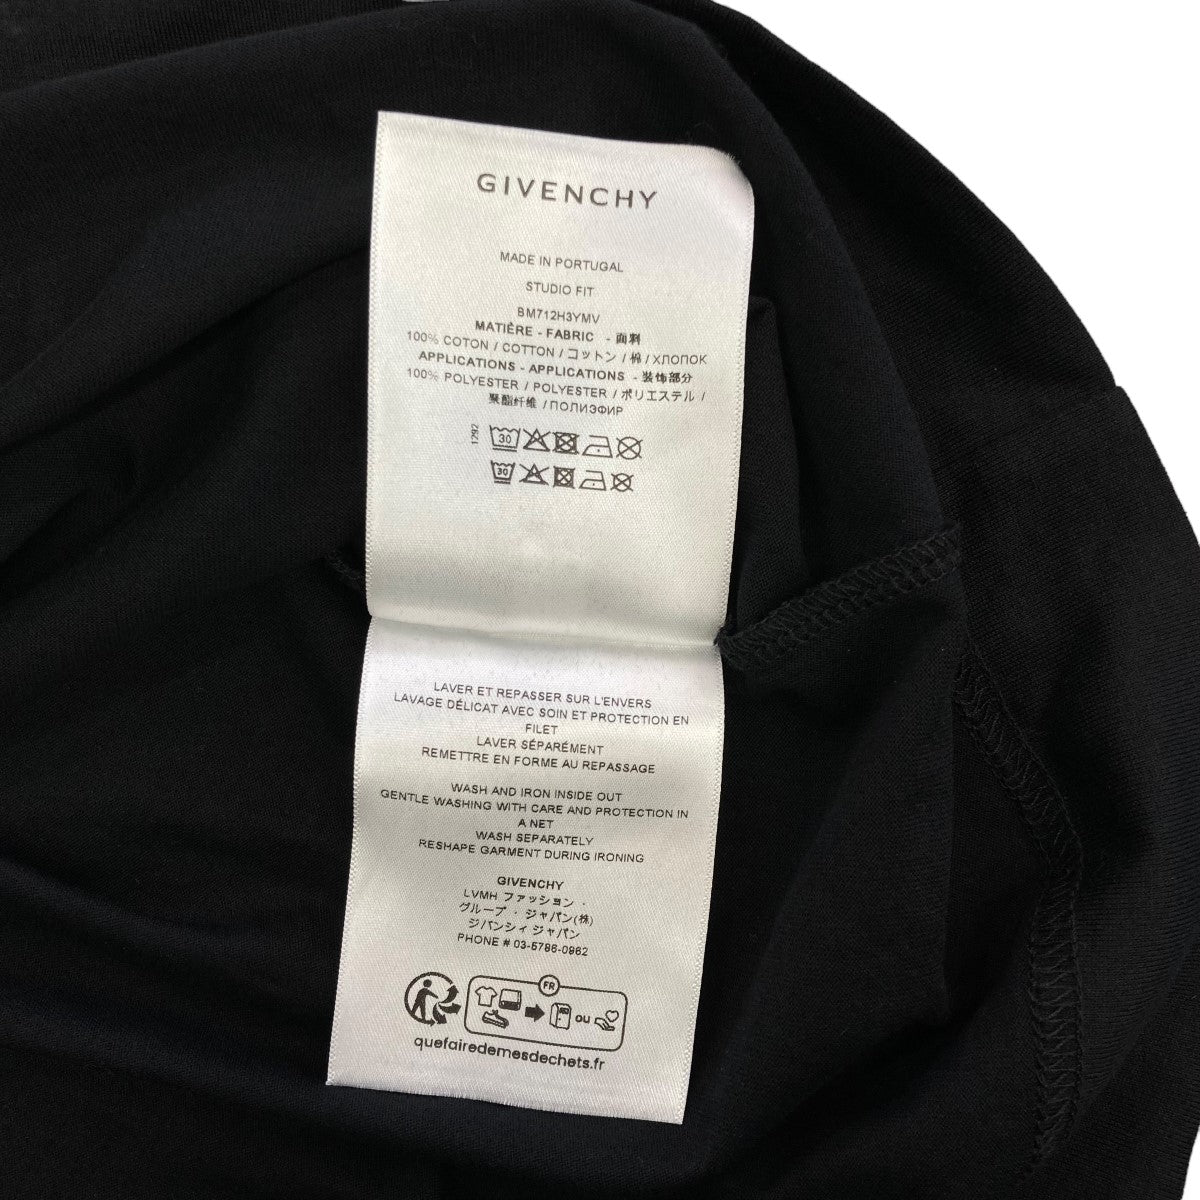 GIVENCHY
MADE IN PORTUGAL
STUDIO FIT
BM712H3YMV
MATIÈRE - FABRIC - 面料
100% COTON / COTTON / コットン / 棉 / ХЛОПОК
APPLICATIONS - APPLICATIONS - 装饰部分
100% POLYESTER / POLYESTER / ポリエステル /
聚酯纤维 / ПОЛИЭФИР
1292
30
30
LAVER ET REPASSER SUR L'ENVERS
LAVAGE DÉLICAT AVEC SOIN ET PROTECTION EN
FILET
LAVER SÉPARÉMENT
REMETTRE EN FORME AU REPASSAGE
WASH AND IRON INSIDE OUT
GENTLE WASHING WITH CARE AND PROTECTION IN
A NET
WASH SEPARATELY
RESHAPE GARMENT DURING IRONING
GIVENCHY
LVMH ファッション ・
グループ ・ ジャパン(株)
ジバンシィ ジャパン
PHONE # 03-5786-0962
FR
ou
quefairedemesdechets.fr